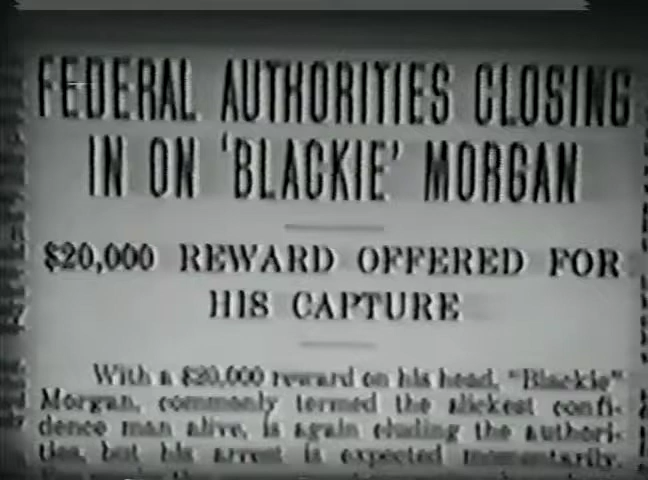 FEDERAL AUTHORITIES CLOSING
IN ON 'BLACKIE' MORGAN
$20,000 REWARD OFFERED FOR
HIS CAPTURE
With a $20,000 reward on his head, "Blackie"
Morgan, commonly termed the slickest confi-
dence man alive, is again eluding the authori-
ties, but his arrest is expected momentarily.